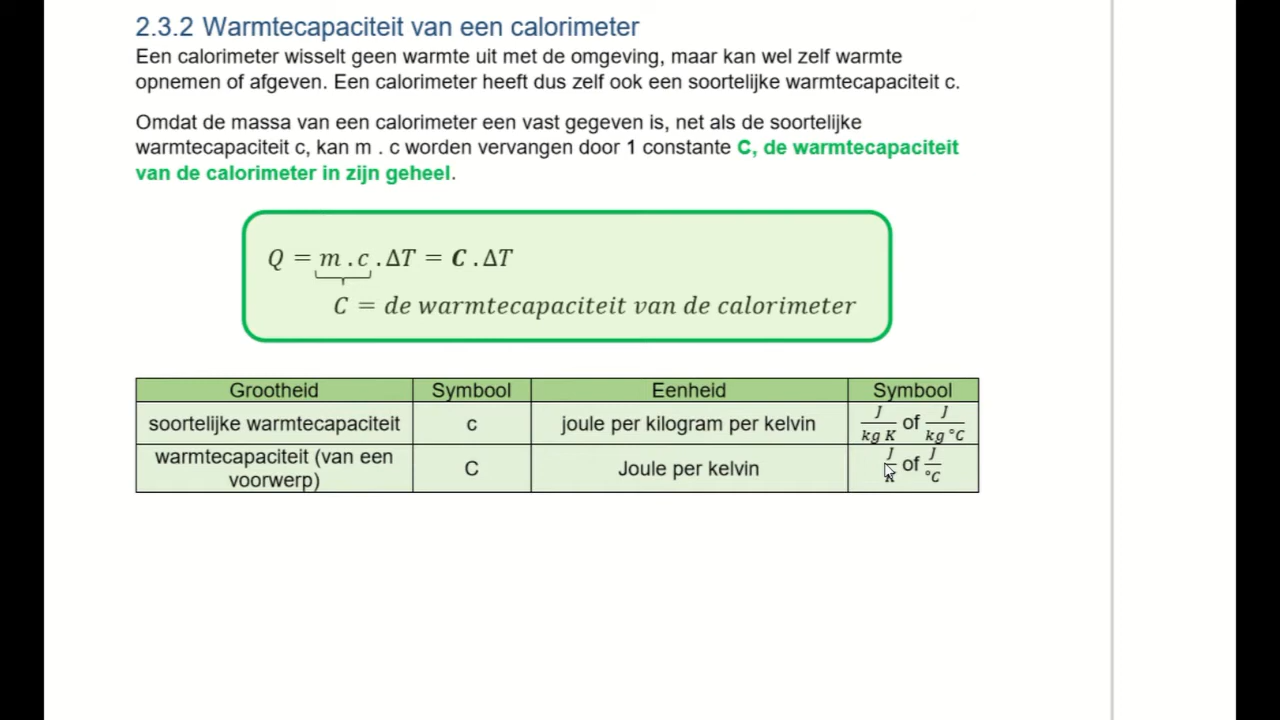 2.3.2 Warmtecapaciteit van een calorimeter
Een calorimeter wisselt geen warmte uit met de omgeving, maar kan wel zelf warmte
opnemen of afgeven. Een calorimeter heeft dus zelf ook een soortelijke warmtecapaciteit c.
Omdat de massa van een calorimeter een vast gegeven is, net als de soortelijke
warmtecapaciteit c, kan m . c worden vervangen door 1 constante C, de warmtecapaciteit
van de calorimeter in zijn geheel.
Q = m . c . ΔT = C . ΔT
C = de warmtecapaciteit van de calorimeter
Grootheid Symbool Eenheid Symbool
soortelijke warmtecapaciteit c joule per kilogram per kelvin J/kg K of J/kg °C
warmtecapaciteit (van een
voorwerp) C Joule per kelvin J/K of J/°C